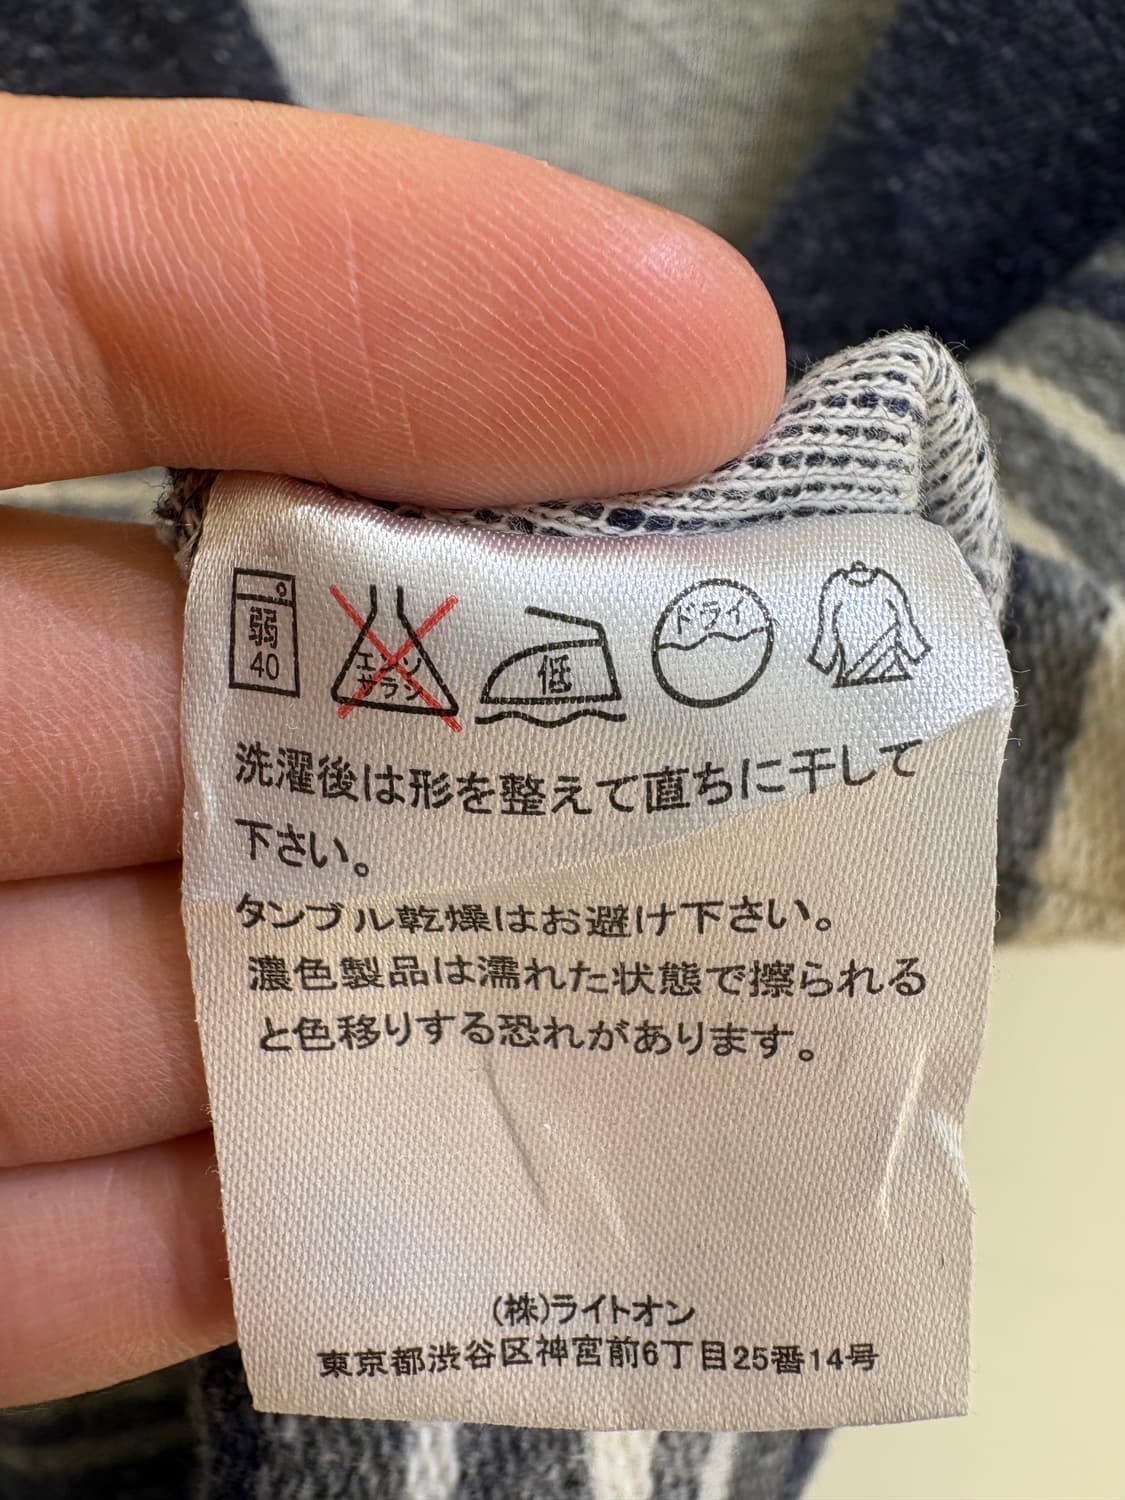 弱
40
エンソ
サラシ
低
ドライ
洗濯後は形を整えて直ちに干して
下さい。
タンブル乾燥はお避け下さい。
濃色製品は濡れた状態で擦られる
と色移りする恐れがあります。
(株)ライトオン
東京都渋谷区神宮前6丁目25番14号